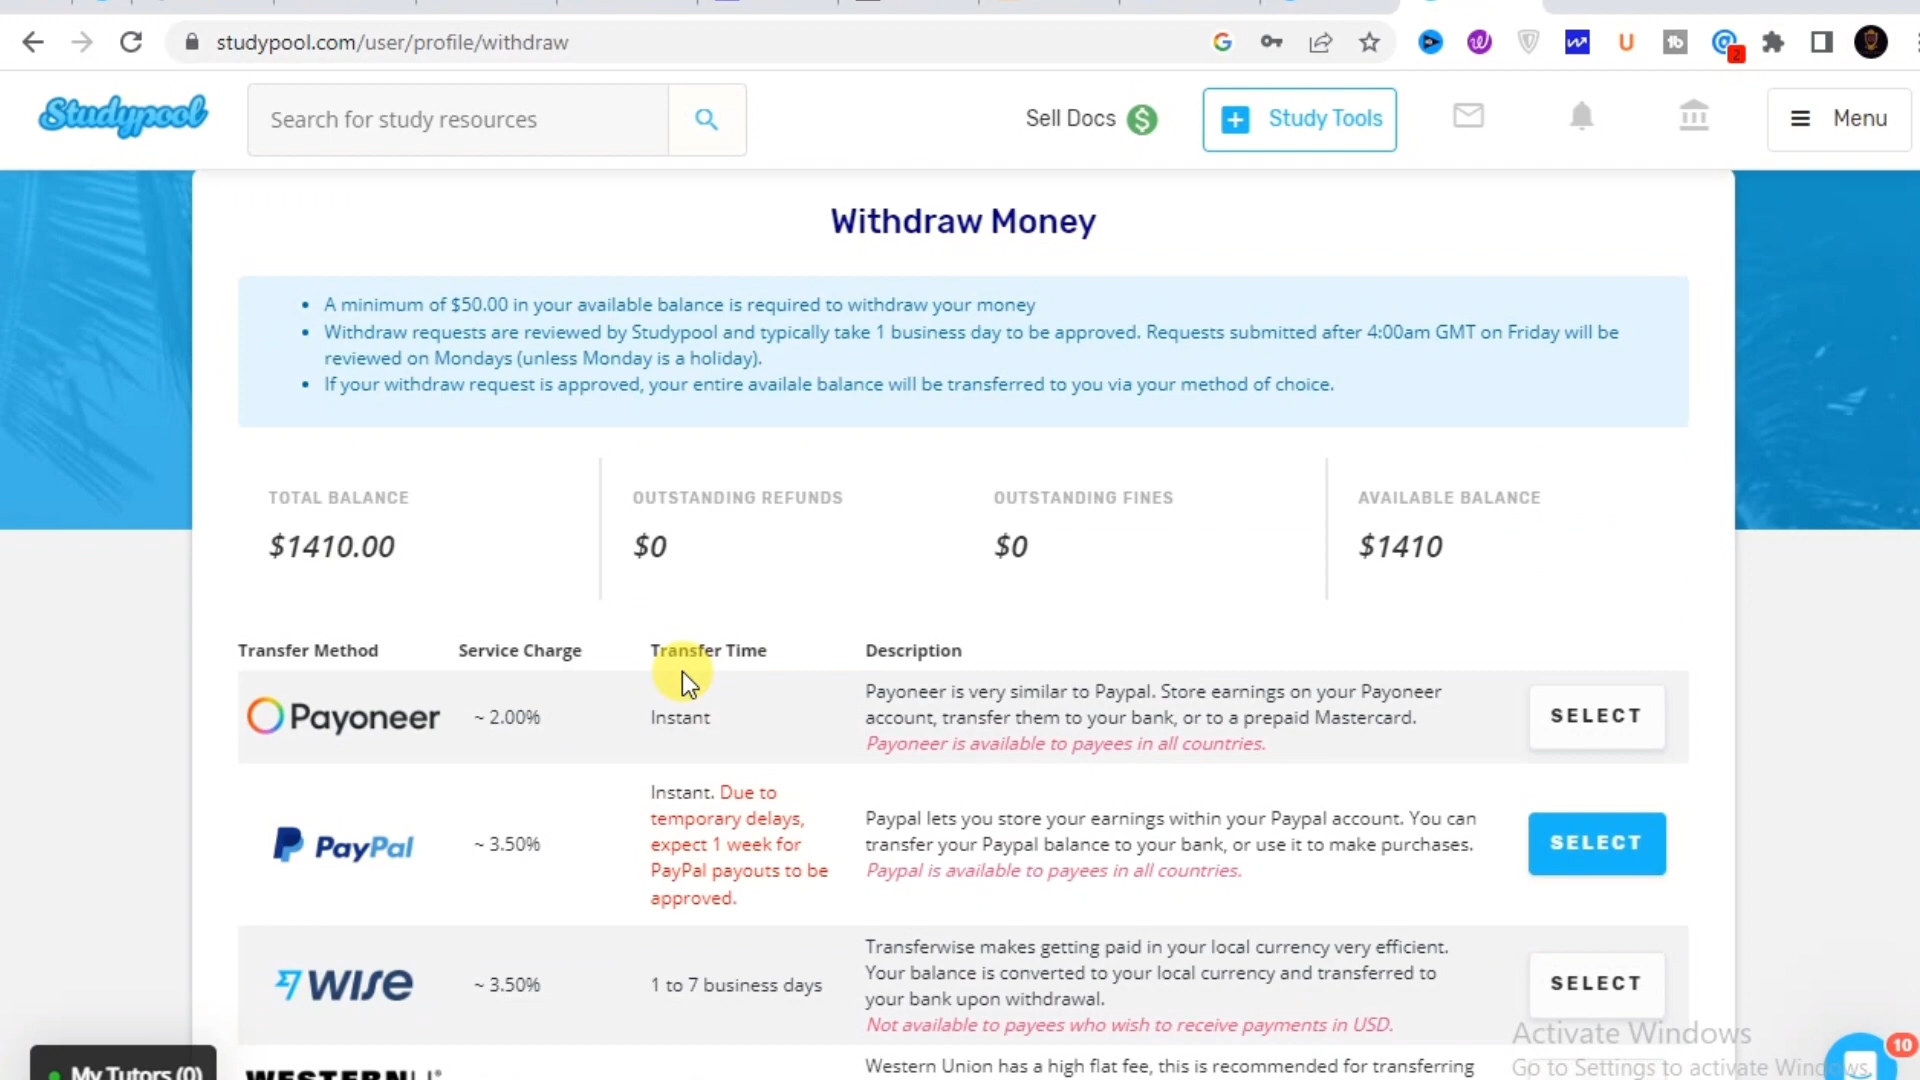 studypool.com/user/profile/withdraw
2
Studypool
Search for study resources
Sell Docs
Study Tools
Menu
Withdraw Money
• A minimum of $50.00 in your available balance is required to withdraw your money
• Withdraw requests are reviewed by Studypool and typically take 1 business day to be approved. Requests submitted after 4:00am GMT on Friday will be
reviewed on Mondays (unless Monday is a holiday).
• If your withdraw request is approved, your entire availale balance will be transferred to you via your method of choice.
TOTAL BALANCE
$1410.00
OUTSTANDING REFUNDS
$0
OUTSTANDING FINES
$0
AVAILABLE BALANCE
$1410
Transfer Method
Service Charge
Transfer Time
Description
Payoneer
~ 2.00%
Instant
Payoneer is very similar to Paypal. Store earnings on your Payoneer
account, transfer them to your bank, or to a prepaid Mastercard.
Payoneer is available to payees in all countries.
SELECT
PayPal
~ 3.50%
Instant. Due to
temporary delays,
expect 1 week for
PayPal payouts to be
approved.
Paypal lets you store your earnings within your Paypal account. You can
transfer your Paypal balance to your bank, or use it to make purchases.
Paypal is available to payees in all countries.
SELECT
WISE
~ 3.50%
1 to 7 business days
Transferwise makes getting paid in your local currency very efficient.
Your balance is converted to your local currency and transferred to
your bank upon withdrawal.
Not available to payees who wish to receive payments in USD.
SELECT
Activate Windows
Go to Settings to activate Windows.
10
My Tutors (0)
WESTERN
Western Union has a high flat fee, this is recommended for transferring